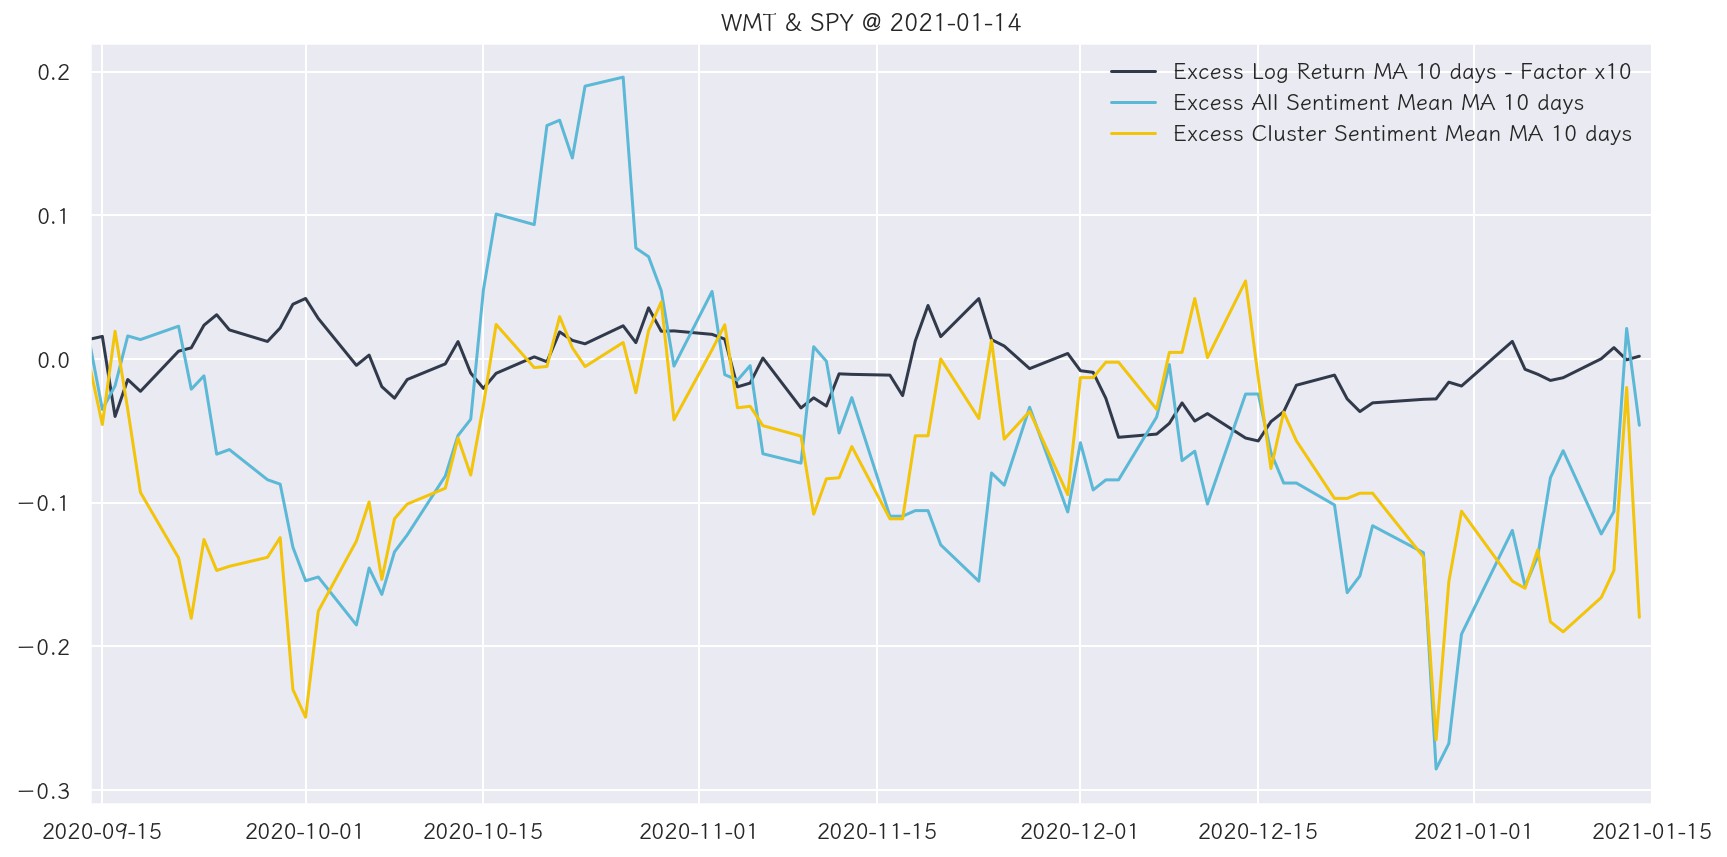 WMT & SPY @ 2021-01-14
Excess Log Return MA 10 days - Factor x10
Excess All Sentiment Mean MA 10 days
Excess Cluster Sentiment Mean MA 10 days
0.2
0.1
0.0
−0.1
−0.2
−0.3
2020-09-15 2020-10-01 2020-10-15 2020-11-01 2020-11-15 2020-12-01 2020-12-15 2021-01-01 2021-01-15